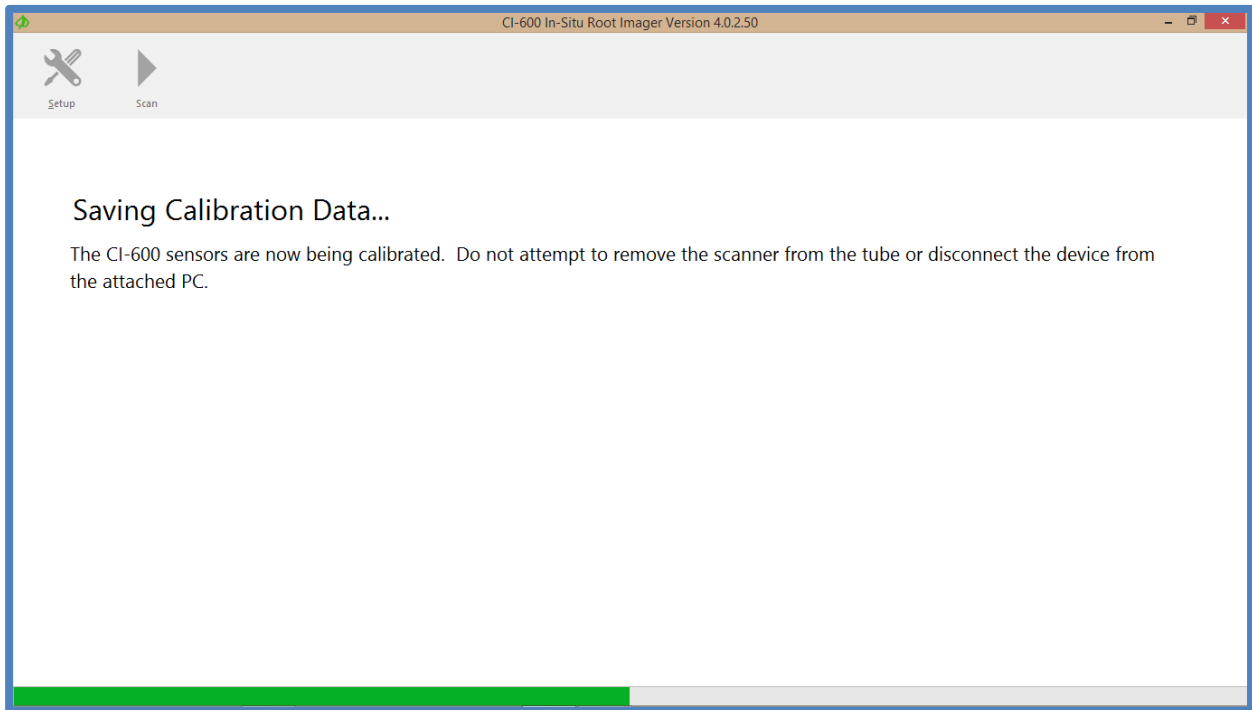 CI-600 In-Situ Root Imager Version 4.0.2.50
Setup
Scan
Saving Calibration Data...
The CI-600 sensors are now being calibrated.  Do not attempt to remove the scanner from the tube or disconnect the device from
the attached PC.